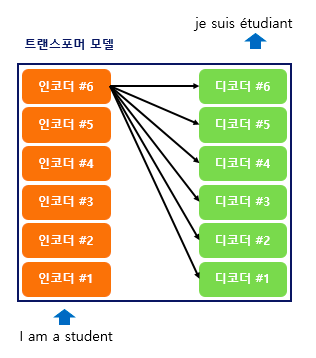 je suis étudiant
트랜스포머 모델
인코더 #6
디코더 #6
인코더 #5
디코더 #5
인코더 #4
디코더 #4
인코더 #3
디코더 #3
인코더 #2
디코더 #2
인코더 #1
디코더 #1
I am a student